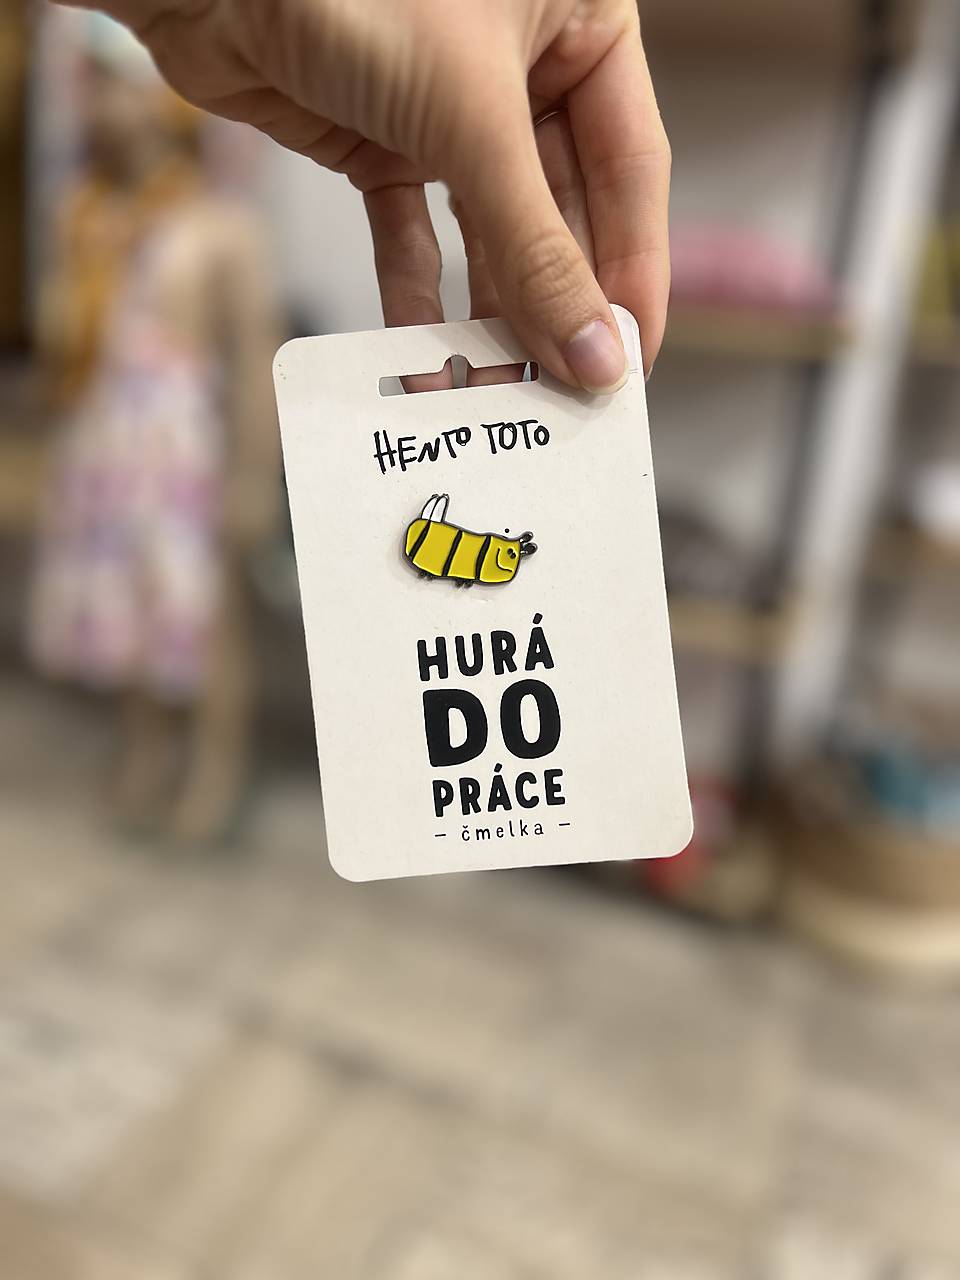 HENTO TOTO
HURÁ
DO
PRÁCE
– čmelka –